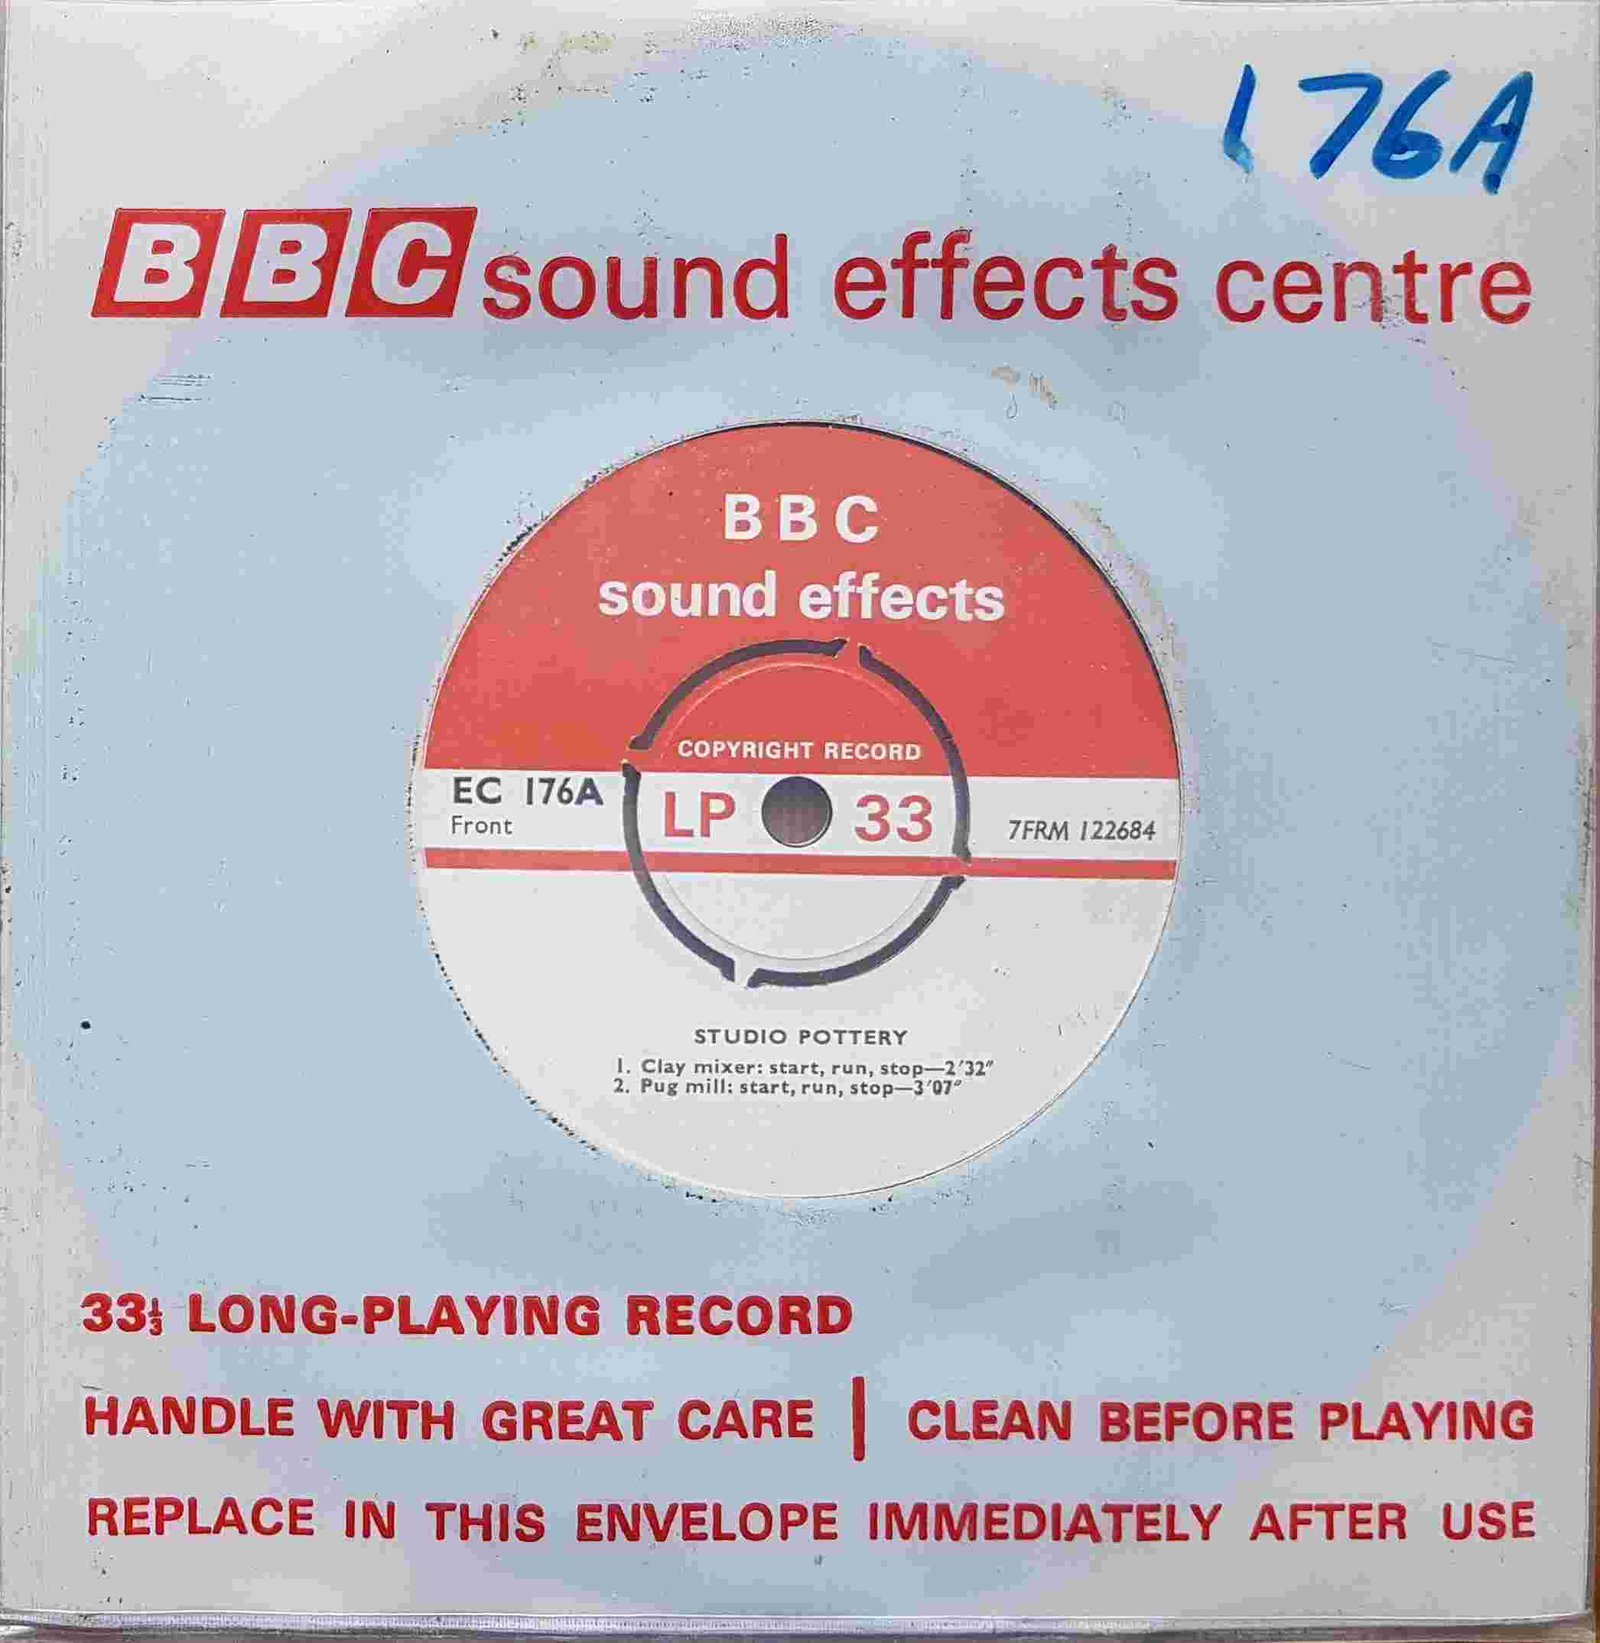 176A
BBC sound effects centre
BBC
sound effects
COPYRIGHT RECORD
EC 176A
Front
LP 33
7FRM 122684
STUDIO POTTERY
1. Clay mixer: start, run, stop—2′32″
2. Pug mill: start, run, stop—3′07″
33⅓ LONG-PLAYING RECORD
HANDLE WITH GREAT CARE | CLEAN BEFORE PLAYING
REPLACE IN THIS ENVELOPE IMMEDIATELY AFTER USE